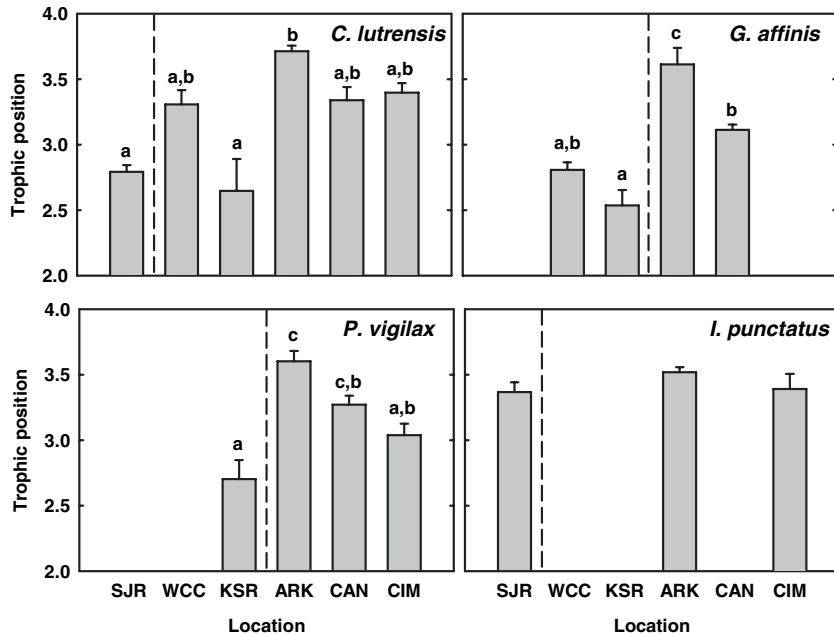 C. lutrensis
G. affinis
4.0
3.5
3.0
2.5
2.0
Trophic position
a
a,b
a
b
a,b
a,b
a,b
a
c
b
P. vigilax
I. punctatus
4.0
3.5
3.0
2.5
2.0
Trophic position
a
c
c,b
a,b
SJR WCC KSR ARK CAN CIM
SJR WCC KSR ARK CAN CIM
Location
Location